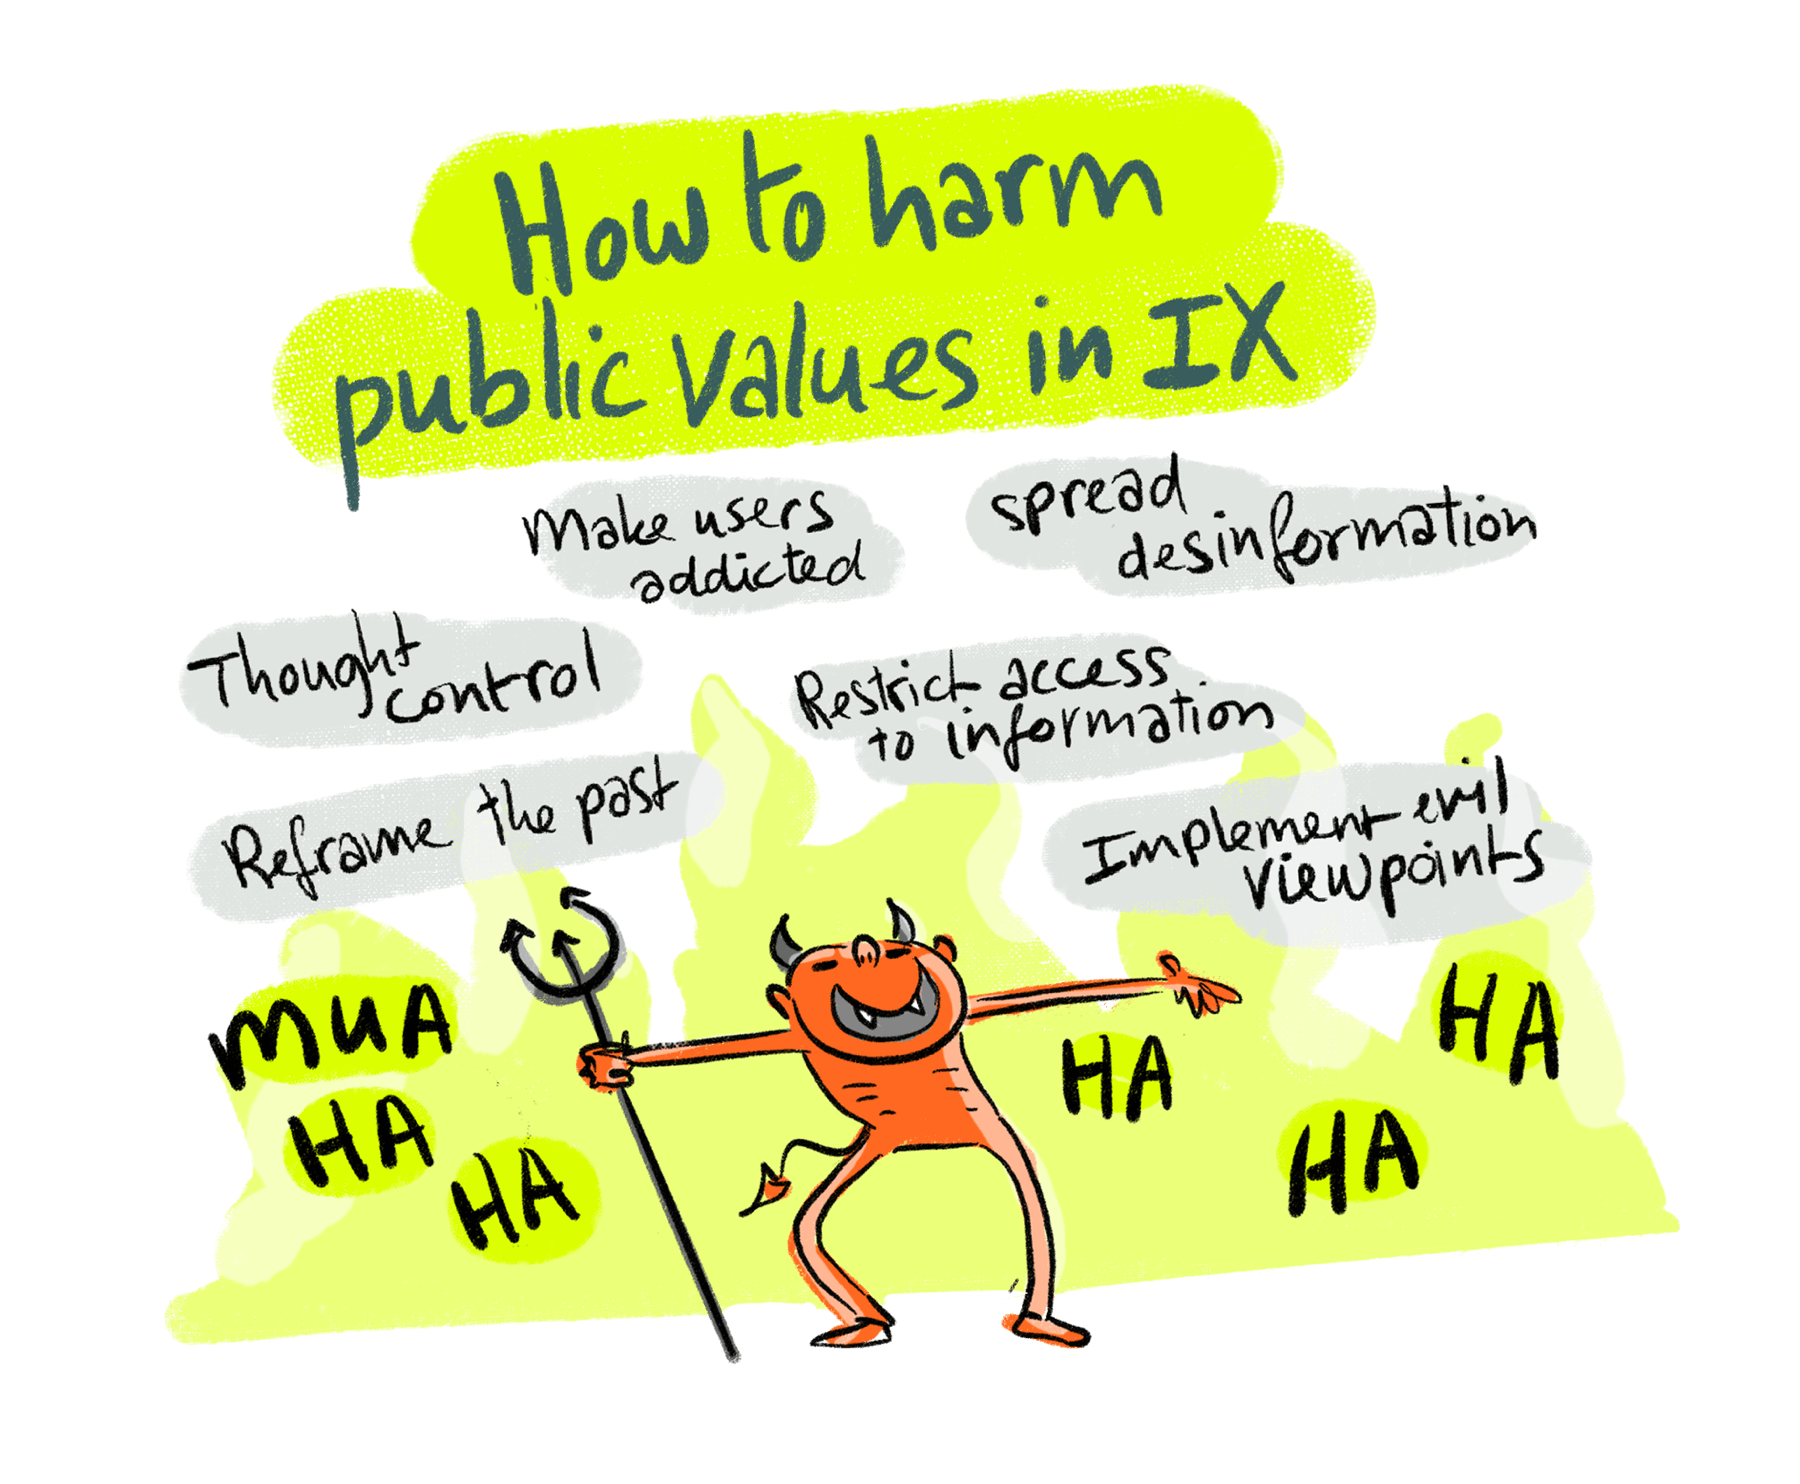 How to harm
public values in IX
Make users
addicted
spread
desinformation
Thought
control
Restrict access
to information
Reframe the past
Implement evil
viewpoints
MUA
HA
HA
HA
HA
HA